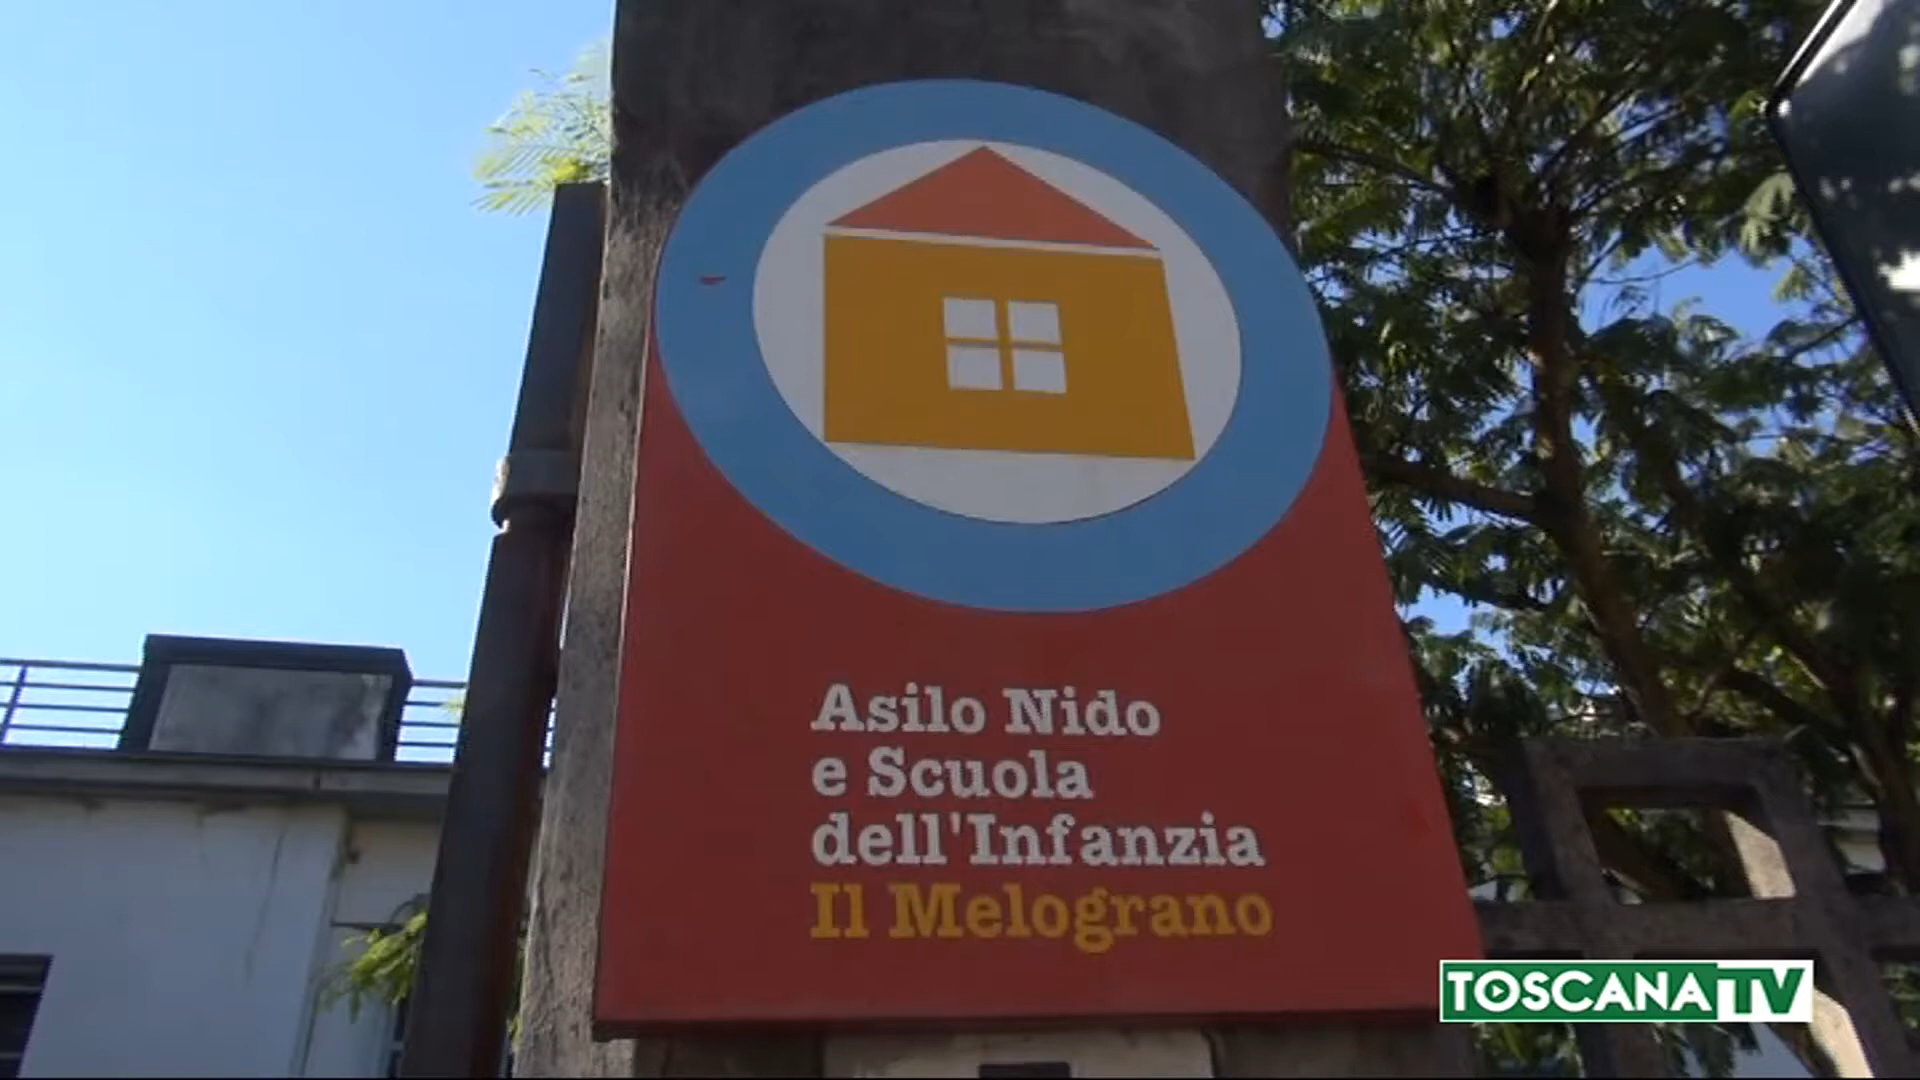 Asilo Nido
e Scuola
dell'Infanzia
Il Melograno
TOSCANA TV